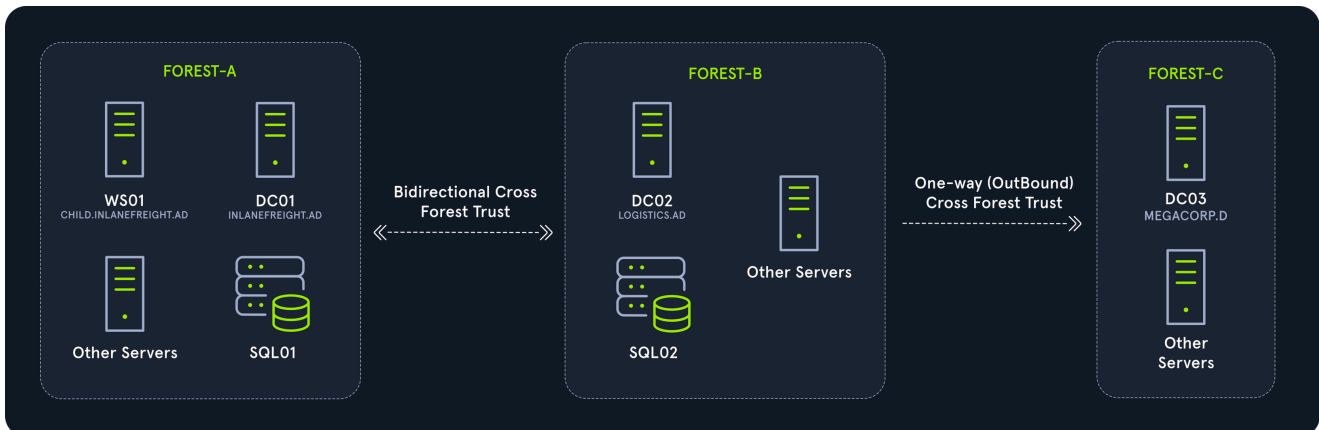 FOREST-A
WS01
CHILD.INLANEFREIGHT.AD
DC01
INLANEFREIGHT.AD
Other Servers
SQL01
Bidirectional Cross
Forest Trust
FOREST-B
DC02
LOGISTICS.AD
Other Servers
SQL02
One-way (OutBound)
Cross Forest Trust
FOREST-C
DC03
MEGACORP.D
Other
Servers